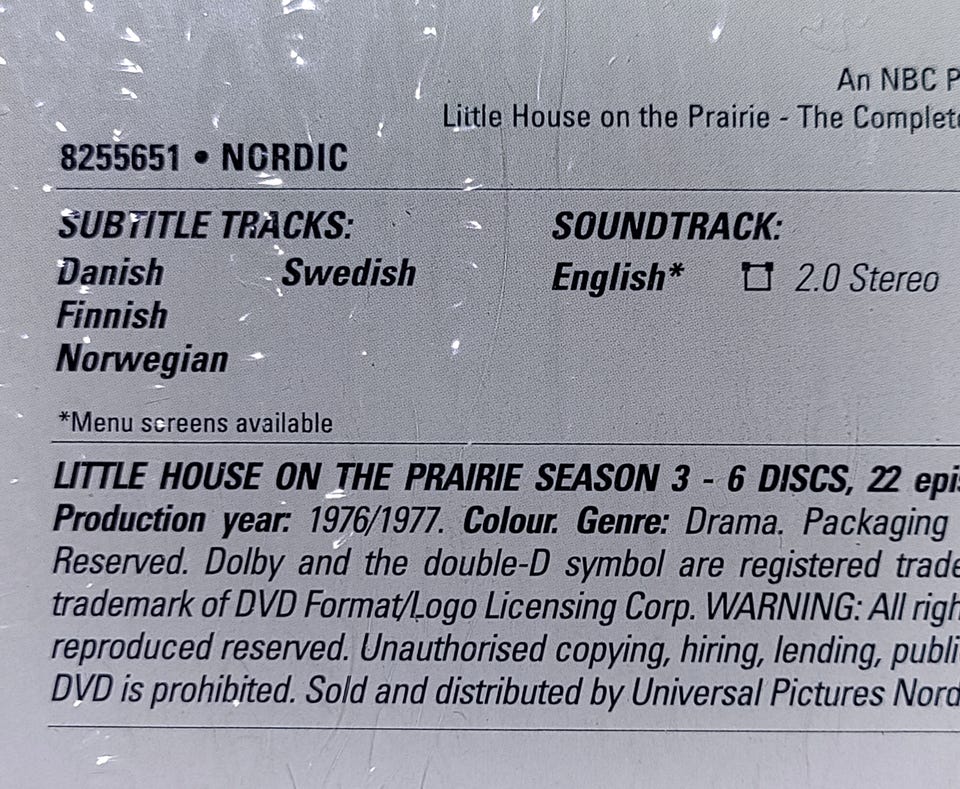 An NBC P
Little House on the Prairie - The Complete
8255651 • NORDIC
SUBTITLE TRACKS:
Danish Swedish
Finnish
Norwegian
SOUNDTRACK:
English* 2.0 Stereo
*Menu screens available
LITTLE HOUSE ON THE PRAIRIE SEASON 3 - 6 DISCS, 22 epis
Production year: 1976/1977. Colour. Genre: Drama. Packaging
Reserved. Dolby and the double-D symbol are registered trade
trademark of DVD Format/Logo Licensing Corp. WARNING: All righ
reproduced reserved. Unauthorised copying, hiring, lending, publi
DVD is prohibited. Sold and distributed by Universal Pictures Nord